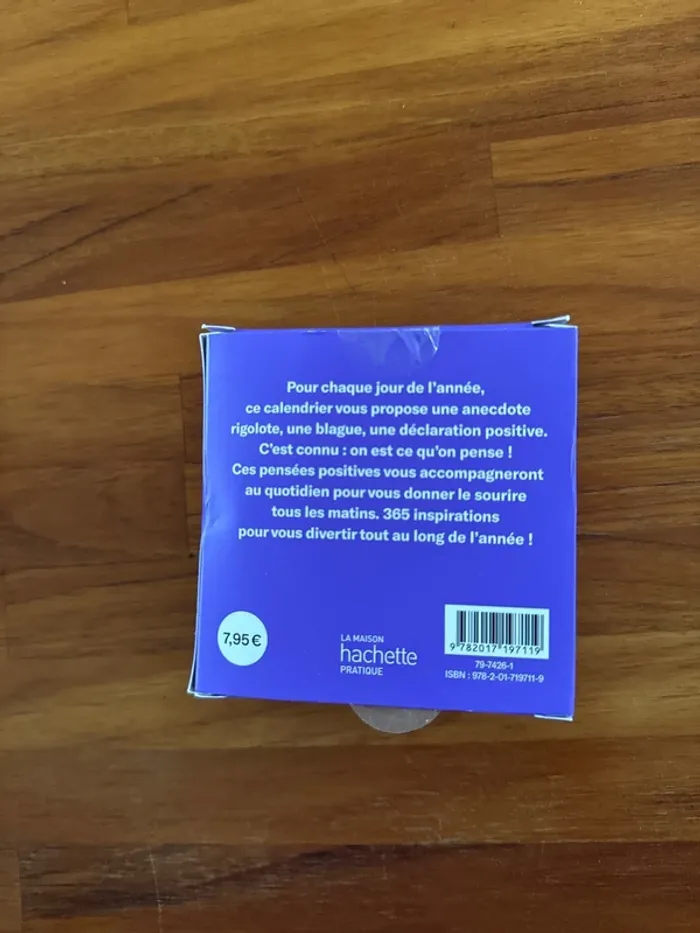 Pour chaque jour de l'année,
ce calendrier vous propose une anecdote
rigolote, une blague, une déclaration positive.
C'est connu : on est ce qu'on pense !
Ces pensées positives vous accompagneront
au quotidien pour vous donner le sourire
tous les matins. 365 inspirations
pour vous divertir tout au long de l'année !
7,95 €
LA MAISON
hachette
PRATIQUE
9 782017 197119
79-7426-1
ISBN : 978-2-01-719711-9